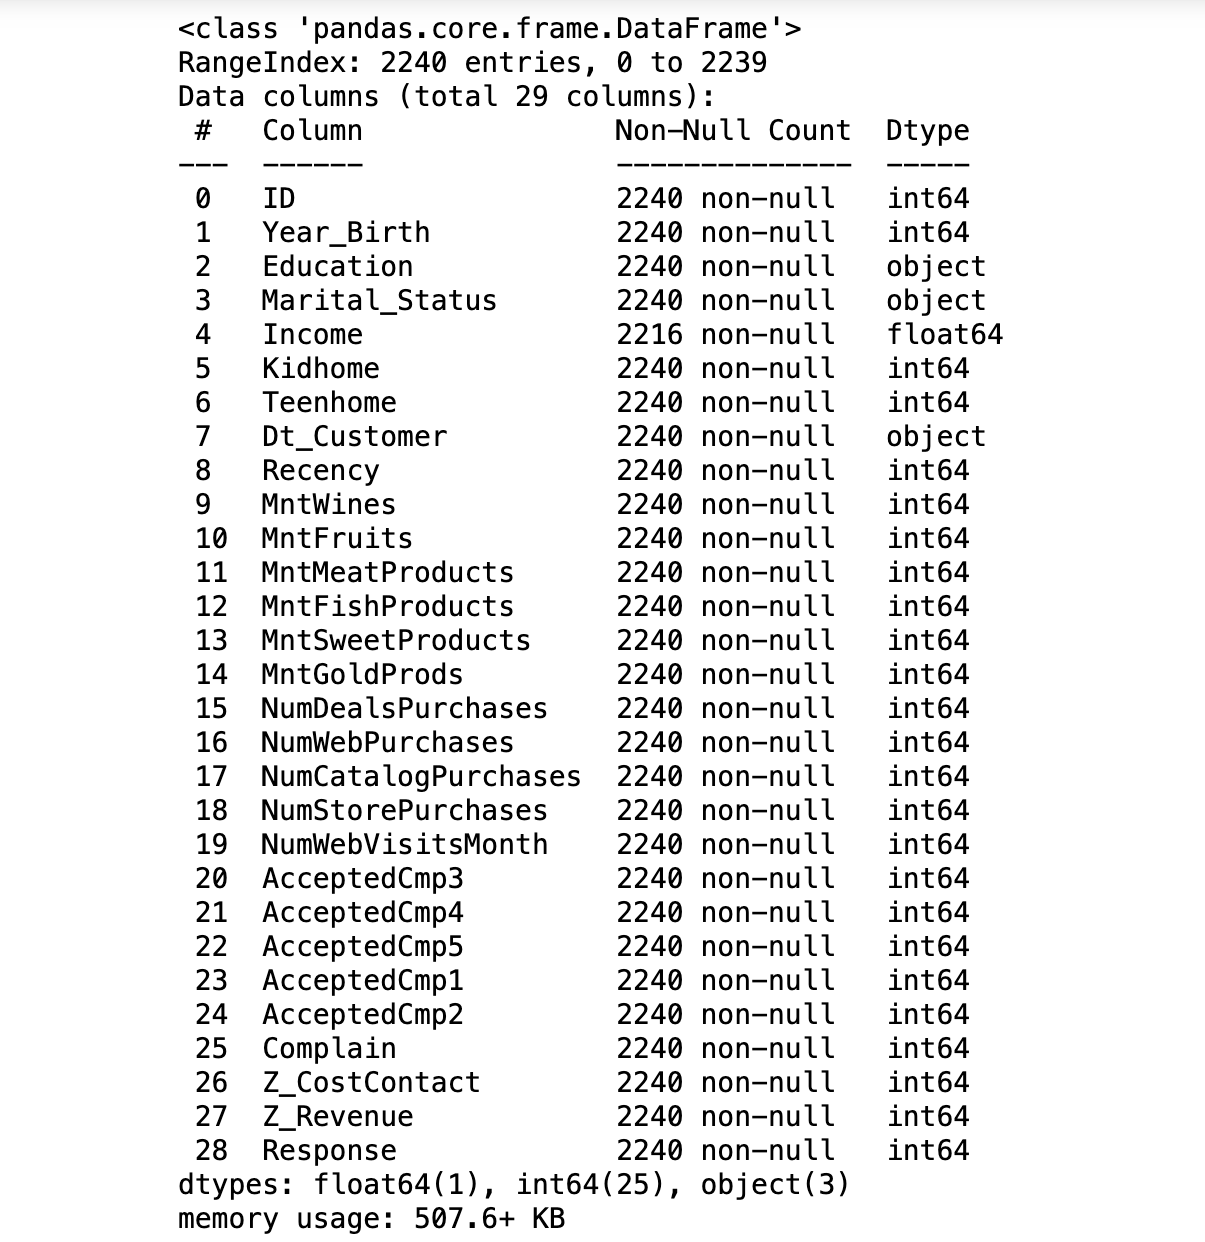 <class 'pandas.core.frame.DataFrame'>
RangeIndex: 2240 entries, 0 to 2239
Data columns (total 29 columns):
 #   Column               Non-Null Count  Dtype
---  ------               --------------  -----
 0   ID                   2240 non-null   int64
 1   Year_Birth           2240 non-null   int64
 2   Education            2240 non-null   object
 3   Marital_Status       2240 non-null   object
 4   Income               2216 non-null   float64
 5   Kidhome              2240 non-null   int64
 6   Teenhome             2240 non-null   int64
 7   Dt_Customer          2240 non-null   object
 8   Recency              2240 non-null   int64
 9   MntWines             2240 non-null   int64
 10  MntFruits            2240 non-null   int64
 11  MntMeatProducts      2240 non-null   int64
 12  MntFishProducts      2240 non-null   int64
 13  MntSweetProducts     2240 non-null   int64
 14  MntGoldProds         2240 non-null   int64
 15  NumDealsPurchases    2240 non-null   int64
 16  NumWebPurchases      2240 non-null   int64
 17  NumCatalogPurchases  2240 non-null   int64
 18  NumStorePurchases    2240 non-null   int64
 19  NumWebVisitsMonth    2240 non-null   int64
 20  AcceptedCmp3         2240 non-null   int64
 21  AcceptedCmp4         2240 non-null   int64
 22  AcceptedCmp5         2240 non-null   int64
 23  AcceptedCmp1         2240 non-null   int64
 24  AcceptedCmp2         2240 non-null   int64
 25  Complain             2240 non-null   int64
 26  Z_CostContact        2240 non-null   int64
 27  Z_Revenue            2240 non-null   int64
 28  Response             2240 non-null   int64
dtypes: float64(1), int64(25), object(3)
memory usage: 507.6+ KB